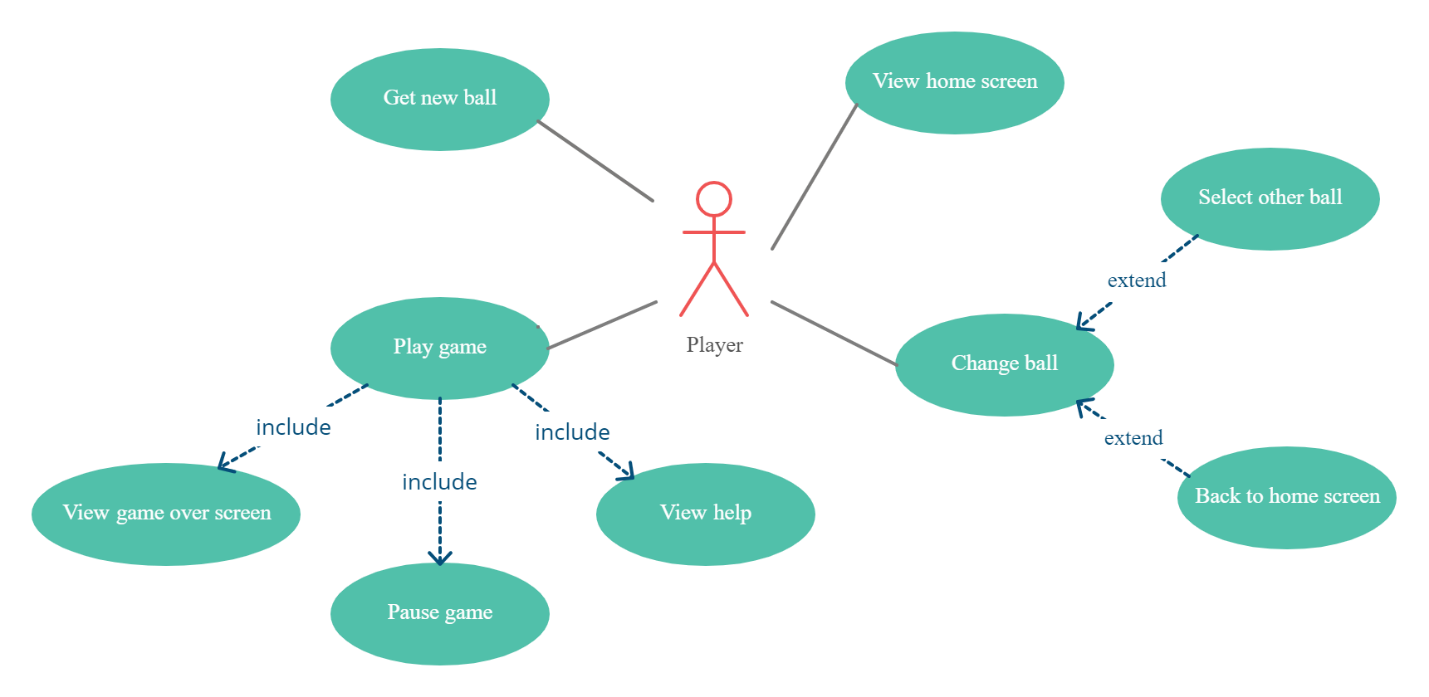 View home screen
Get new ball
Select other ball
extend
Player
Play game
Change ball
include
include
extend
include
Back to home screen
View game over screen
View help
Pause game